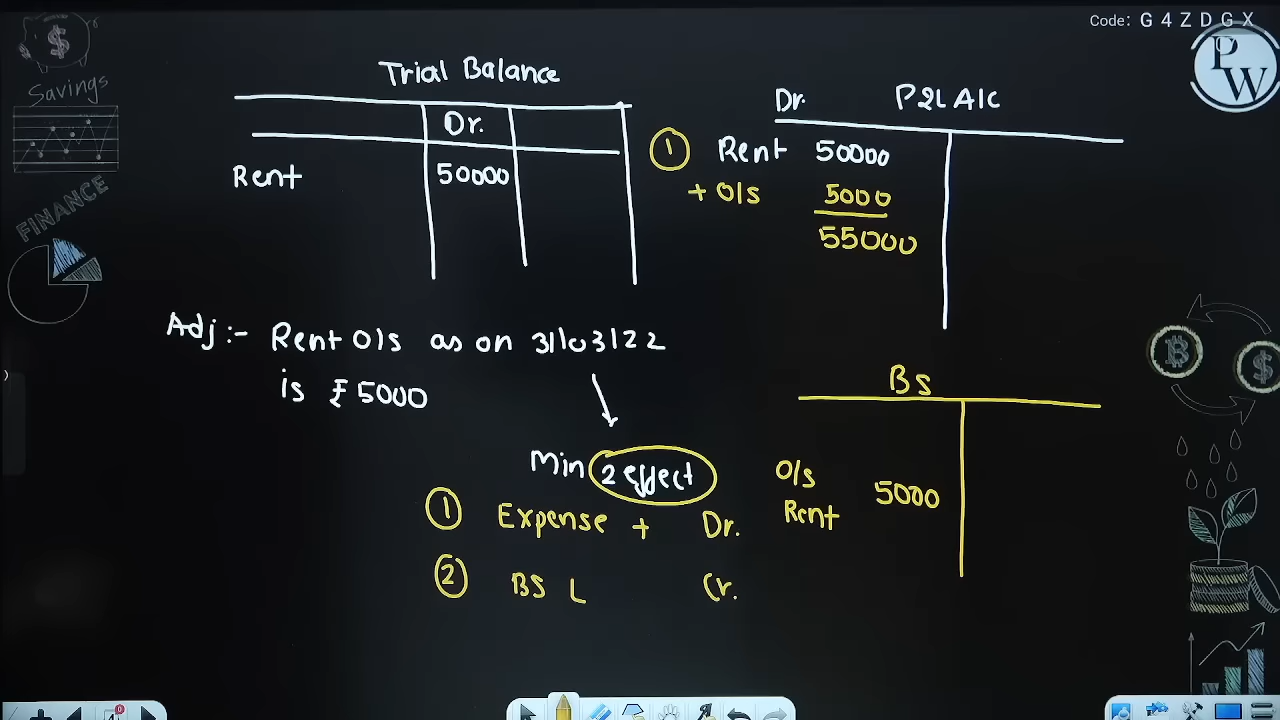 Code: G 4 Z D G X
PW
Savings
FINANCE
Trial Balance
Dr.
Rent 50000
Dr. P&L A/C
1 Rent 50000
+ O/s 5000
55000
Adj :- Rent O/s as on 31/03/22
is ₹ 5000
Min 2 effect
1 Expense + Dr.
2 BS L Cr.
BS
O/s
Rent 5000